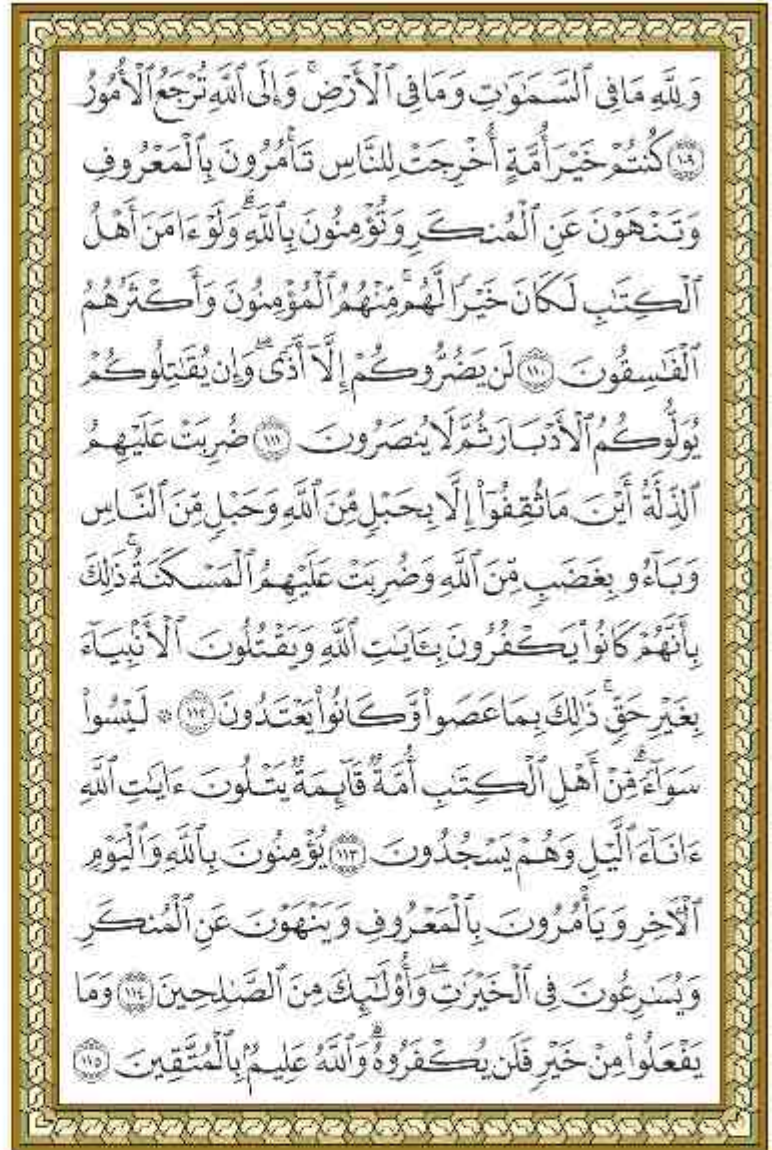 وَلِلَّهِ مَا فِي ٱلسَّمَٰوَٰتِ وَمَا فِي ٱلْأَرْضِ ۚ وَإِلَى ٱللَّهِ تُرْجَعُ ٱلْأُمُورُ
﴿١٠٩﴾ كُنتُمْ خَيْرَ أُمَّةٍ أُخْرِجَتْ لِلنَّاسِ تَأْمُرُونَ بِٱلْمَعْرُوفِ
وَتَنْهَوْنَ عَنِ ٱلْمُنكَرِ وَتُؤْمِنُونَ بِٱللَّهِ ۗ وَلَوْ ءَامَنَ أَهْلُ
ٱلْكِتَٰبِ لَكَانَ خَيْرًا لَّهُم ۚ مِّنْهُمُ ٱلْمُؤْمِنُونَ وَأَكْثَرُهُمُ
ٱلْفَٰسِقُونَ ﴿١١٠﴾ لَن يَضُرُّوكُمْ إِلَّآ أَذًى ۖ وَإِن يُقَٰتِلُوكُمْ
يُوَلُّوكُمُ ٱلْأَدْبَارَ ثُمَّ لَا يُنصَرُونَ ﴿١١١﴾ ضُرِبَتْ عَلَيْهِمُ
ٱلذِّلَّةُ أَيْنَ مَا ثُقِفُوٓا۟ إِلَّا بِحَبْلٍ مِّنَ ٱللَّهِ وَحَبْلٍ مِّنَ ٱلنَّاسِ
وَبَآءُو بِغَضَبٍ مِّنَ ٱللَّهِ وَضُرِبَتْ عَلَيْهِمُ ٱلْمَسْكَنَةُ ۚ ذَٰلِكَ
بِأَنَّهُمْ كَانُوا۟ يَكْفُرُونَ بِـَٔايَٰتِ ٱللَّهِ وَيَقْتُلُونَ ٱلْأَنۢبِيَآءَ
بِغَيْرِ حَقٍّ ۚ ذَٰلِكَ بِمَا عَصَوا۟ وَّكَانُوا۟ يَعْتَدُونَ ﴿١١٢﴾ ۞ لَيْسُوا۟
سَوَآءً ۗ مِّنْ أَهْلِ ٱلْكِتَٰبِ أُمَّةٌ قَآئِمَةٌ يَتْلُونَ ءَايَٰتِ ٱللَّهِ
ءَانَآءَ ٱلَّيْلِ وَهُمْ يَسْجُدُونَ ﴿١١٣﴾ يُؤْمِنُونَ بِٱللَّهِ وَٱلْيَوْمِ
ٱلْءَاخِرِ وَيَأْمُرُونَ بِٱلْمَعْرُوفِ وَيَنْهَوْنَ عَنِ ٱلْمُنكَرِ
وَيُسَٰرِعُونَ فِي ٱلْخَيْرَٰتِ ۖ وَأُو۟لَٰٓئِكَ مِنَ ٱلصَّٰلِحِينَ ﴿١١٤﴾ وَمَا
يَفْعَلُوا۟ مِنْ خَيْرٍ فَلَن يُكْفَرُوهُ ۗ وَٱللَّهُ عَلِيمٌۢ بِٱلْمُتَّقِينَ ﴿١١٥﴾